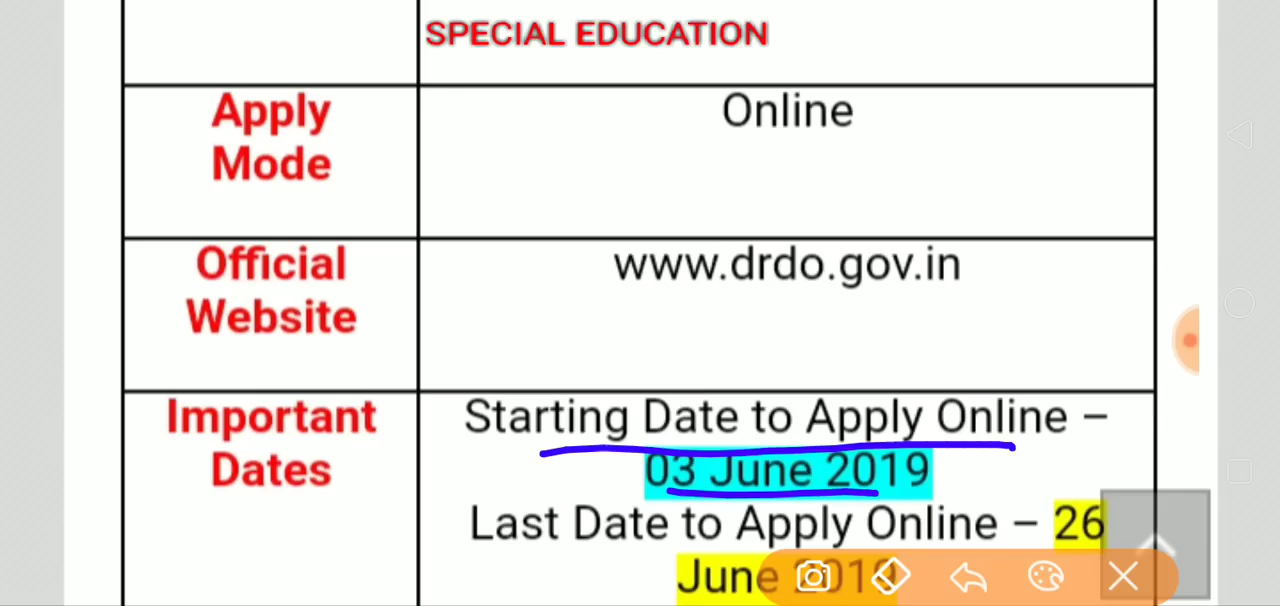 SPECIAL EDUCATION
Apply
Mode
Online
Official
Website
www.drdo.gov.in
Important
Dates
Starting Date to Apply Online –
03 June 2019
Last Date to Apply Online – 26
June 2019